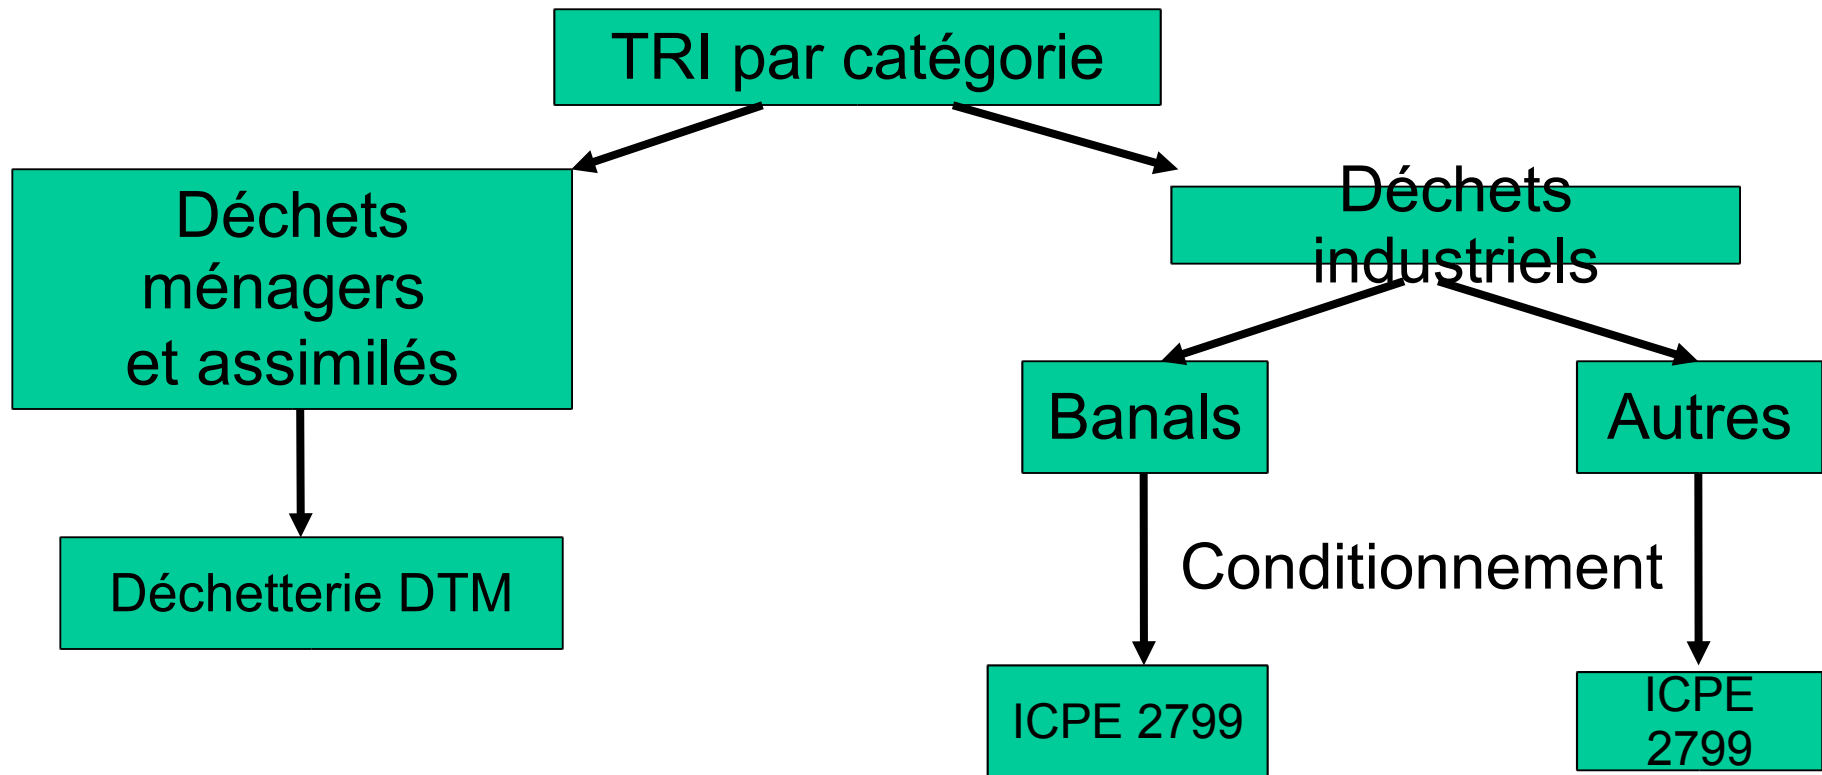 TRI par catégorie
Déchets
ménagers
et assimilés
Déchets
industriels
Banals
Autres
Conditionnement
Déchetterie DTM
ICPE 2799
ICPE
2799